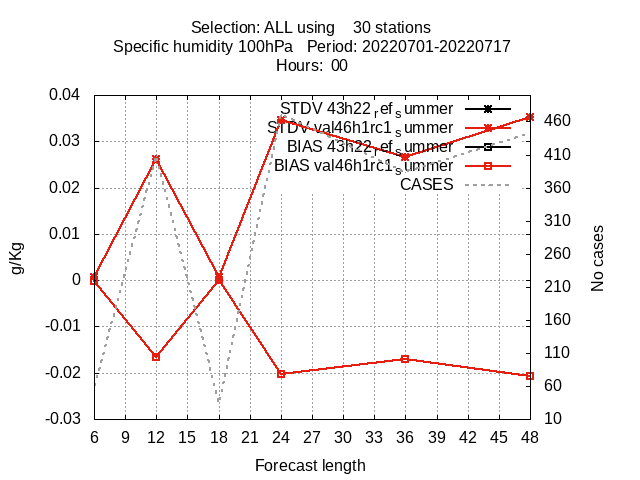 Selection: ALL using    30 stations
Specific humidity 100hPa   Period: 20220701-20220717
Hours:  00
0.04
0.03
0.02
0.01
0
-0.01
-0.02
-0.03
g/Kg
STDV 43h22_ref_summer
STDV val46h1rc1_summer
BIAS 43h22_ref_summer
BIAS val46h1rc1_summer
CASES
460
410
360
310
260
210
160
110
60
10
No cases
6 9 12 15 18 21 24 27 30 33 36 39 42 45 48
Forecast length